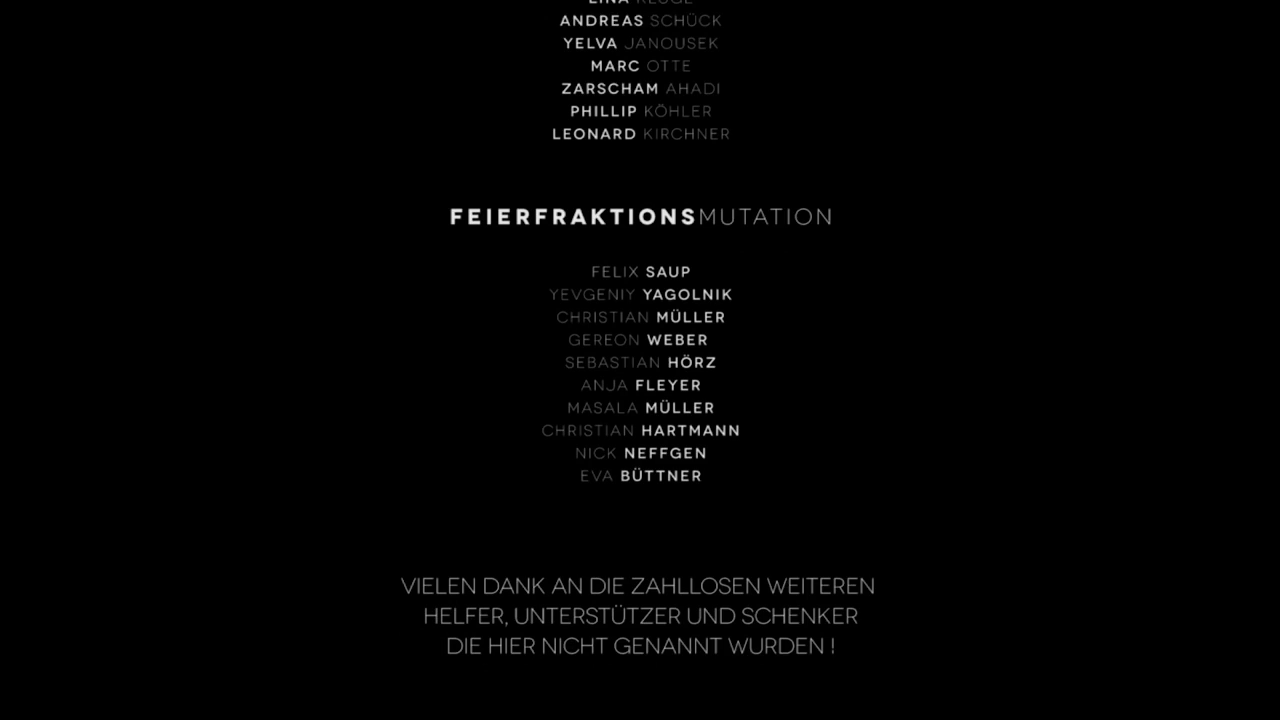 ANDREAS SCHÜCK
YELVA JANOUSEK
MARC OTTE
ZARSCHAM AHADI
PHILLIP KÖHLER
LEONARD KIRCHNER
FEIERFRAKTIONSMUTATION
FELIX SAUP
YEVGENIY YAGOLNIK
CHRISTIAN MÜLLER
GEREON WEBER
SEBASTIAN HÖRZ
ANJA FLEYER
MASALA MÜLLER
CHRISTIAN HARTMANN
NICK NEFFGEN
EVA BÜTTNER
VIELEN DANK AN DIE ZAHLLOSEN WEITEREN
HELFER, UNTERSTÜTZER UND SCHENKER
DIE HIER NICHT GENANNT WURDEN !